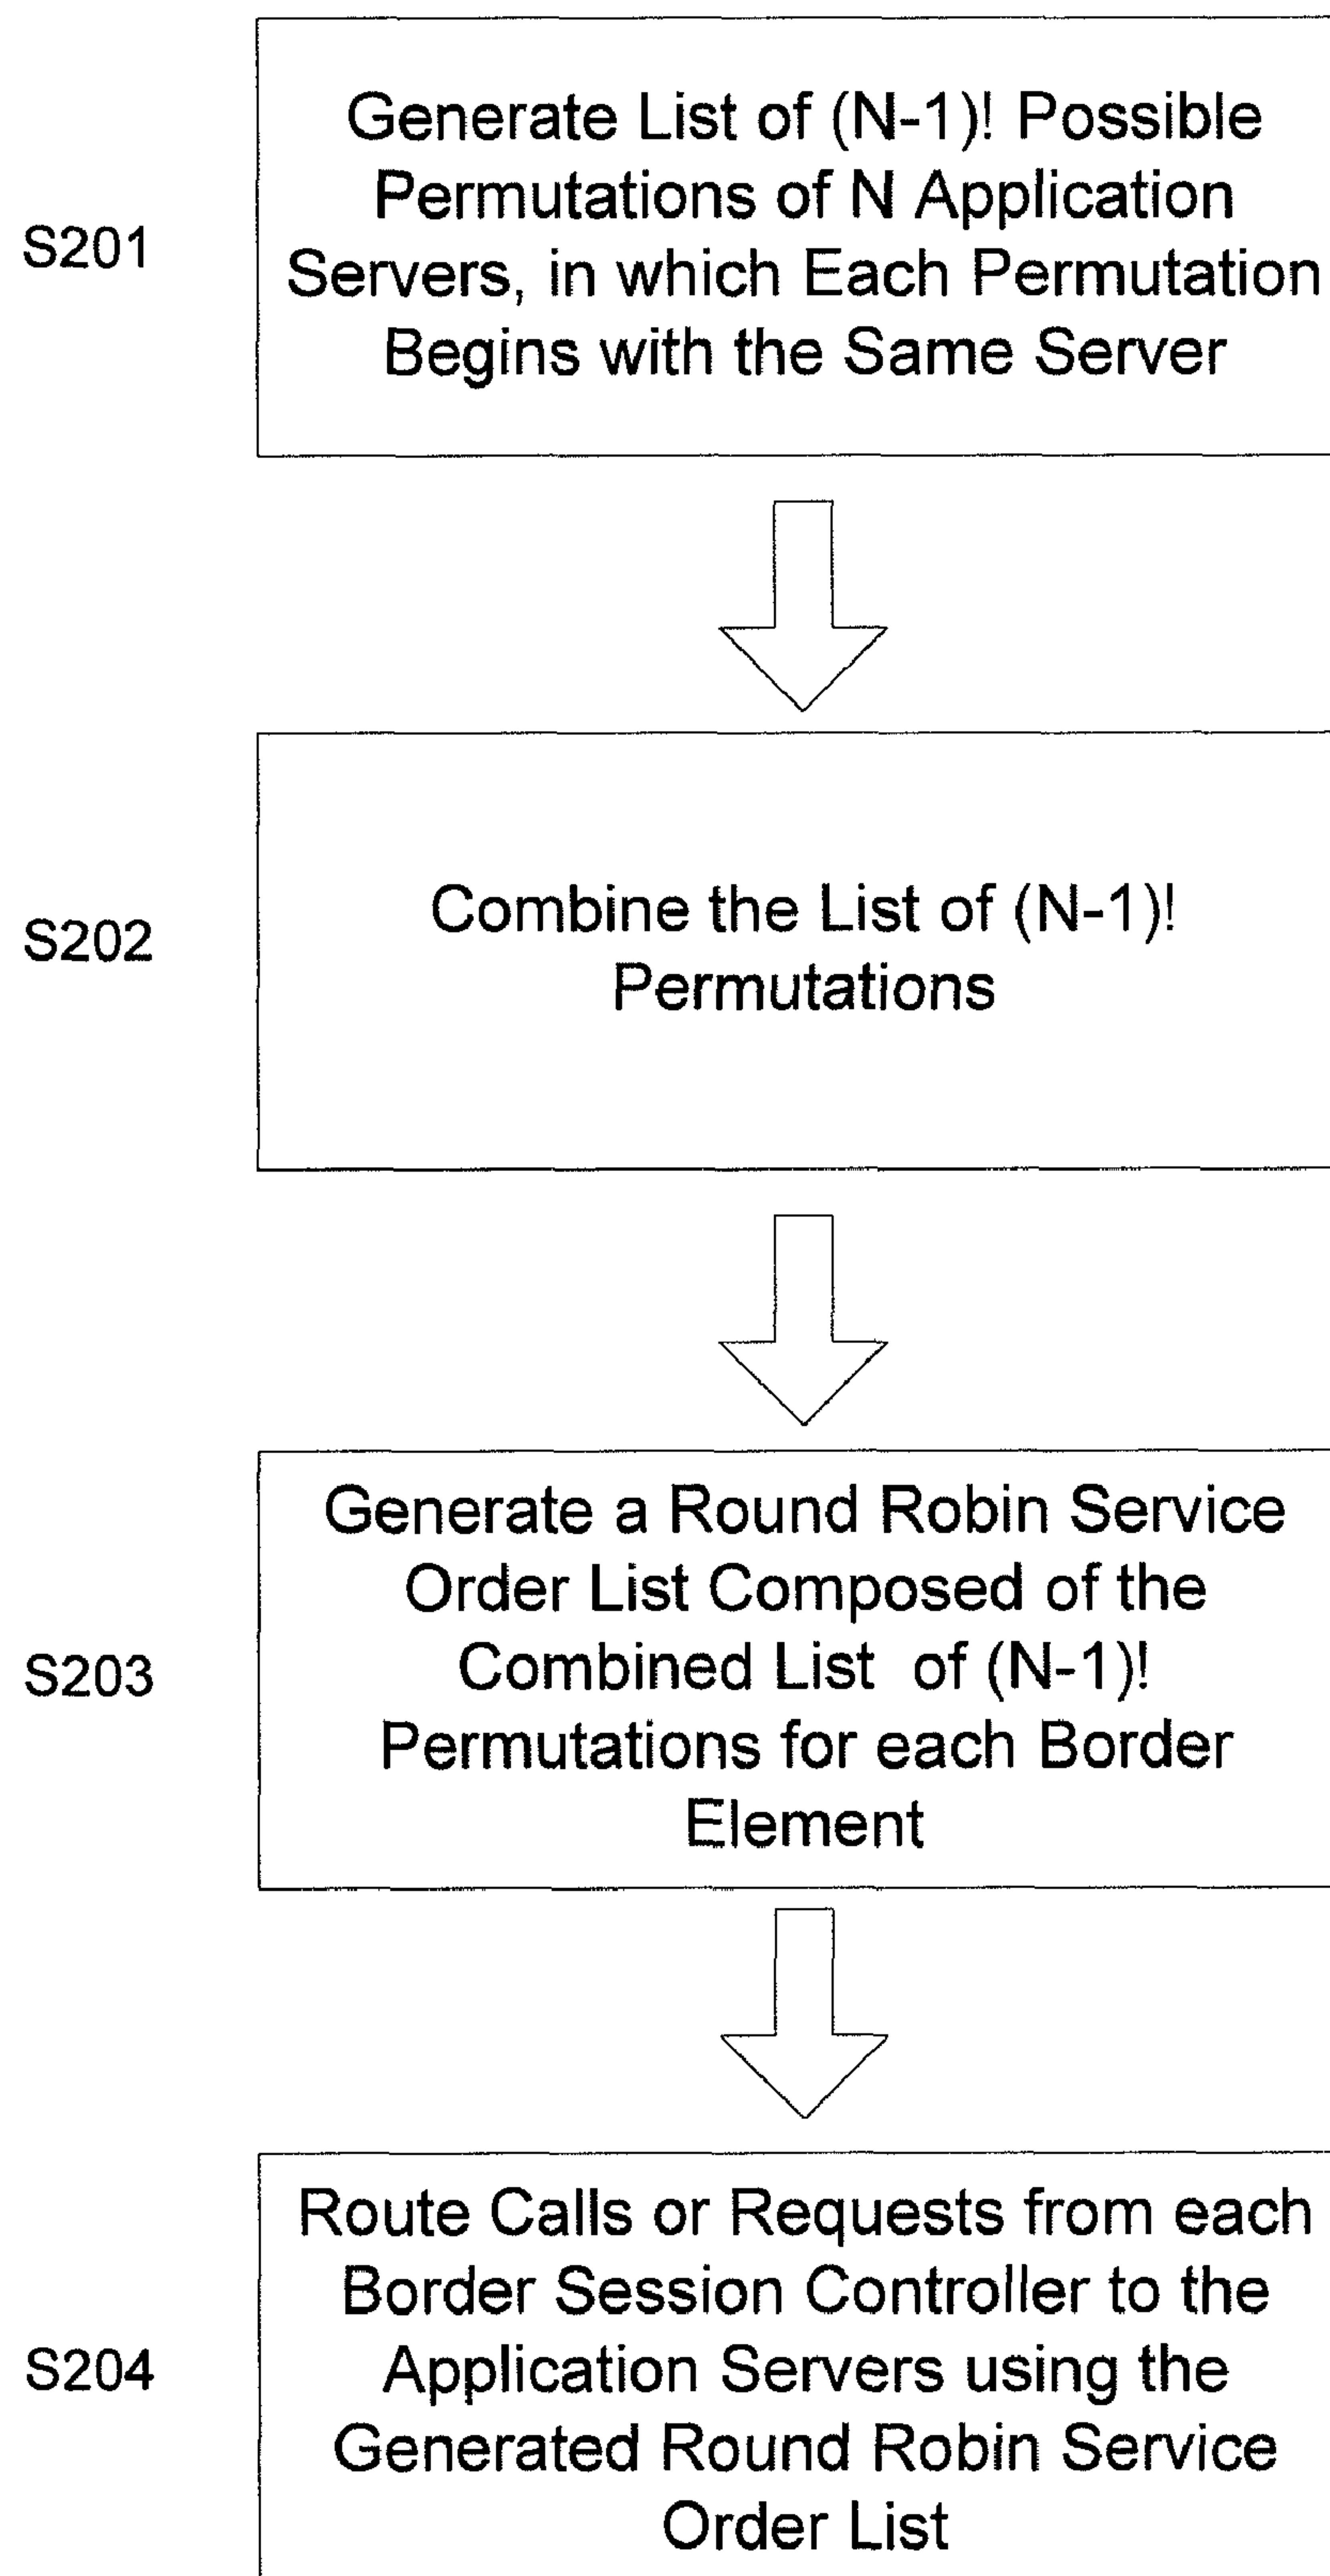 S201
Generate List of (N-1)! Possible
Permutations of N Application
Servers, in which Each Permutation
Begins with the Same Server
S202
Combine the List of (N-1)!
Permutations
S203
Generate a Round Robin Service
Order List Composed of the
Combined List of (N-1)!
Permutations for each Border
Element
S204
Route Calls or Requests from each
Border Session Controller to the
Application Servers using the
Generated Round Robin Service
Order List